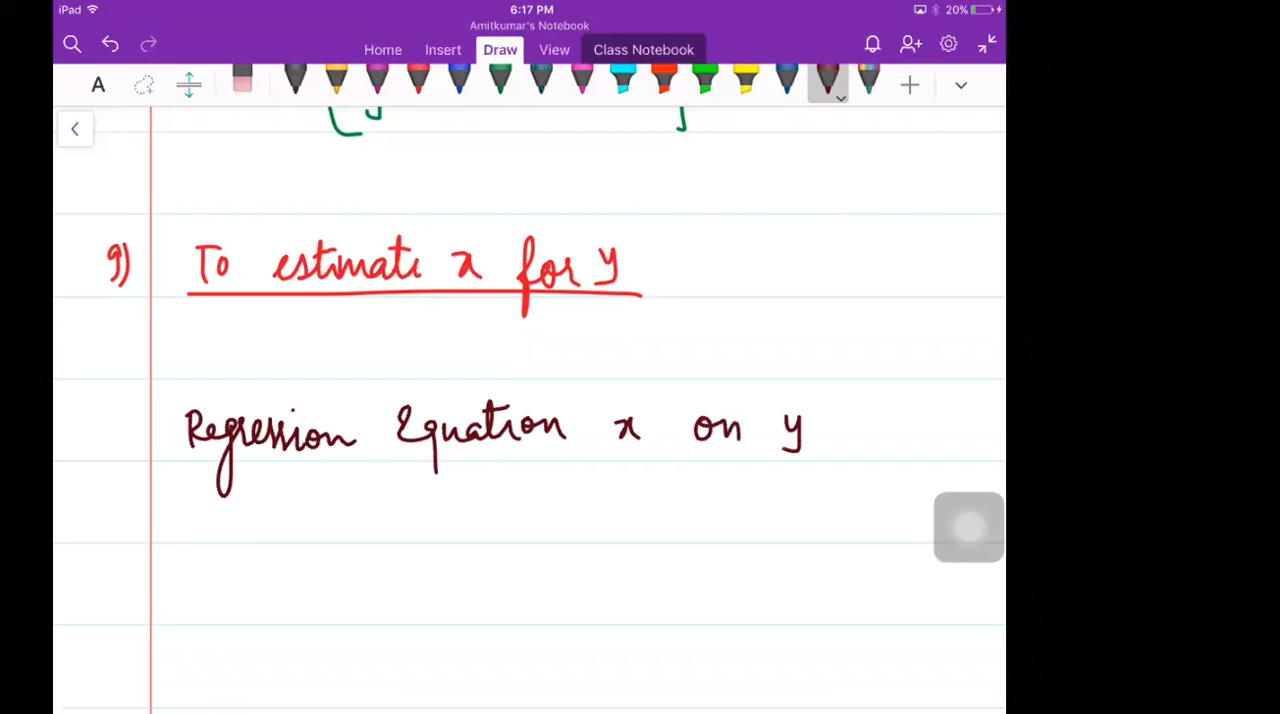 iPad 6:17 PM 20%
Amitkumar's Notebook
Home Insert Draw View Class Notebook
A
9) To estimate x for y
Regression Equation x on y